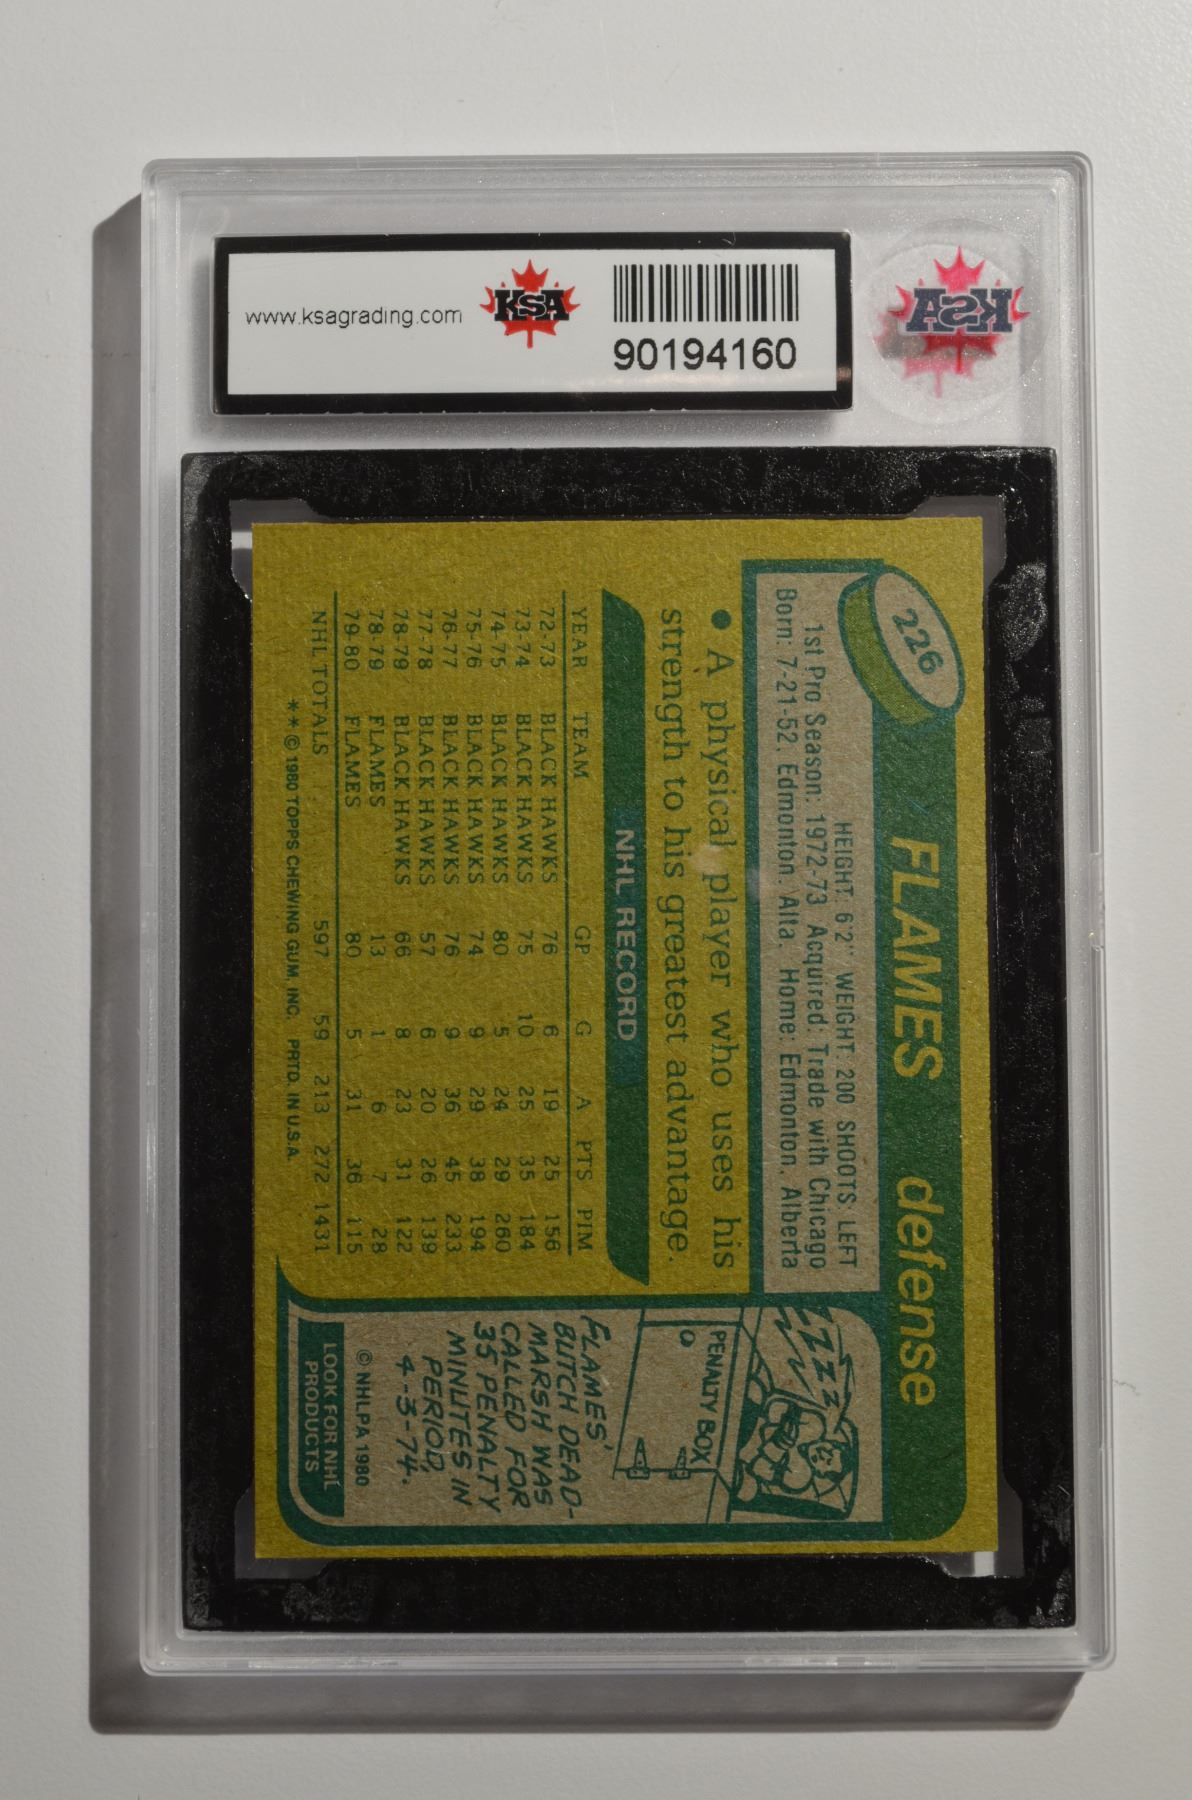 www.ksagrading.com
KSA
90194160
KSA
226
FLAMES defense
HEIGHT: 6'2" WEIGHT: 200 SHOOTS: LEFT
1st Pro Season: 1972-73 Acquired: Trade with Chicago
Born: 7-21-52, Edmonton, Alta. Home: Edmonton, Alberta
• A physical player who uses his
strength to his greatest advantage.
NHL RECORD
YEAR TEAM GP G A PTS PIM
72-73 BLACK HAWKS 76 6 19 25 156
73-74 BLACK HAWKS 75 10 25 35 184
74-75 BLACK HAWKS 80 5 24 29 260
75-76 BLACK HAWKS 74 9 29 38 194
76-77 BLACK HAWKS 76 9 36 45 233
77-78 BLACK HAWKS 57 6 20 26 139
78-79 BLACK HAWKS 66 8 23 31 122
78-79 FLAMES 13 1 6 7 28
79-80 FLAMES 80 5 31 36 115
NHL TOTALS 597 59 213 272 1431
**© 1980 TOPPS CHEWING GUM, INC. PRTD. IN U.S.A.
ZZZZ
PENALTY BOX
FLAMES'
BUTCH DEAD-
MARSH WAS
CALLED FOR
35 PENALTY
MINUTES IN
PERIOD,
4-3-74.
© NHLPA 1980
LOOK FOR NHL
PRODUCTS